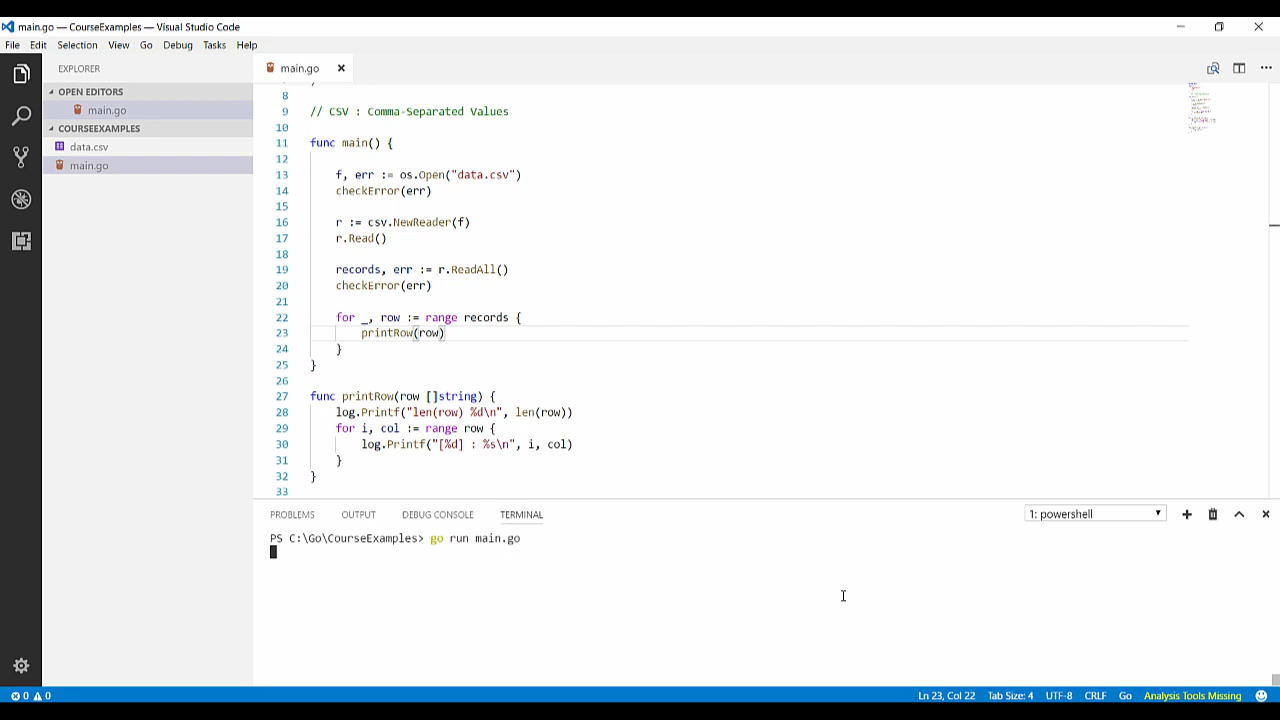 main.go — CourseExamples — Visual Studio Code
File Edit Selection View Go Debug Tasks Help
EXPLORER
OPEN EDITORS
main.go
COURSEEXAMPLES
data.csv
main.go
main.go
8
9 // CSV : Comma-Separated Values
10
11 func main() {
12
13 f, err := os.Open("data.csv")
14 checkError(err)
15
16 r := csv.NewReader(f)
17 r.Read()
18
19 records, err := r.ReadAll()
20 checkError(err)
21
22 for _, row := range records {
23 printRow(row)
24 }
25 }
26
27 func printRow(row []string) {
28 log.Printf("len(row) %d\n", len(row))
29 for i, col := range row {
30 log.Printf("[%d] : %s\n", i, col)
31 }
32 }
33
PROBLEMS OUTPUT DEBUG CONSOLE TERMINAL 1: powershell
PS C:\Go\CourseExamples> go run main.go
0 0 Ln 23, Col 22 Tab Size: 4 UTF-8 CRLF Go Analysis Tools Missing